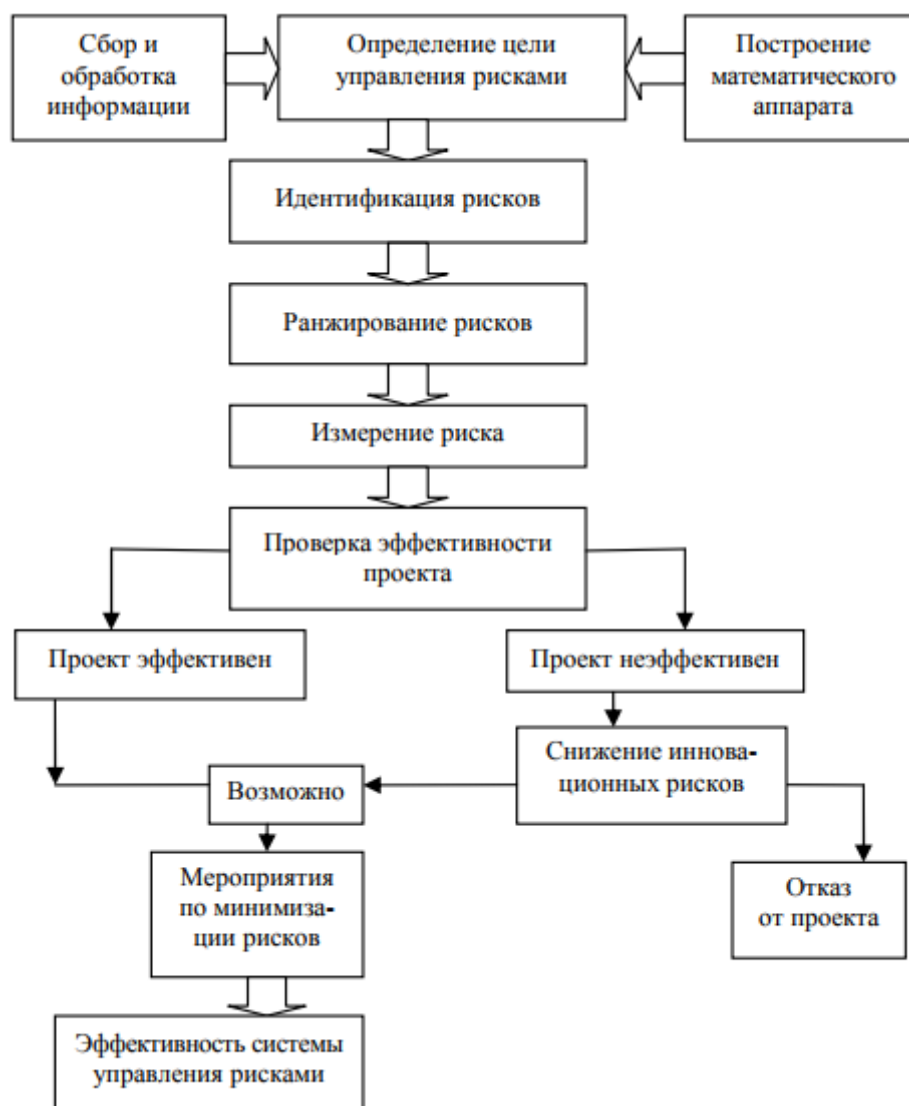 Сбор и
обработка
информации
Определение цели
управления рисками
Построение
математического
аппарата
Идентификация рисков
Ранжирование рисков
Измерение риска
Проверка эффективности
проекта
Проект эффективен
Проект неэффективен
Снижение иннова-
ционных рисков
Возможно
Мероприятия
по минимиза-
ции рисков
Отказ
от проекта
Эффективность системы
управления рисками